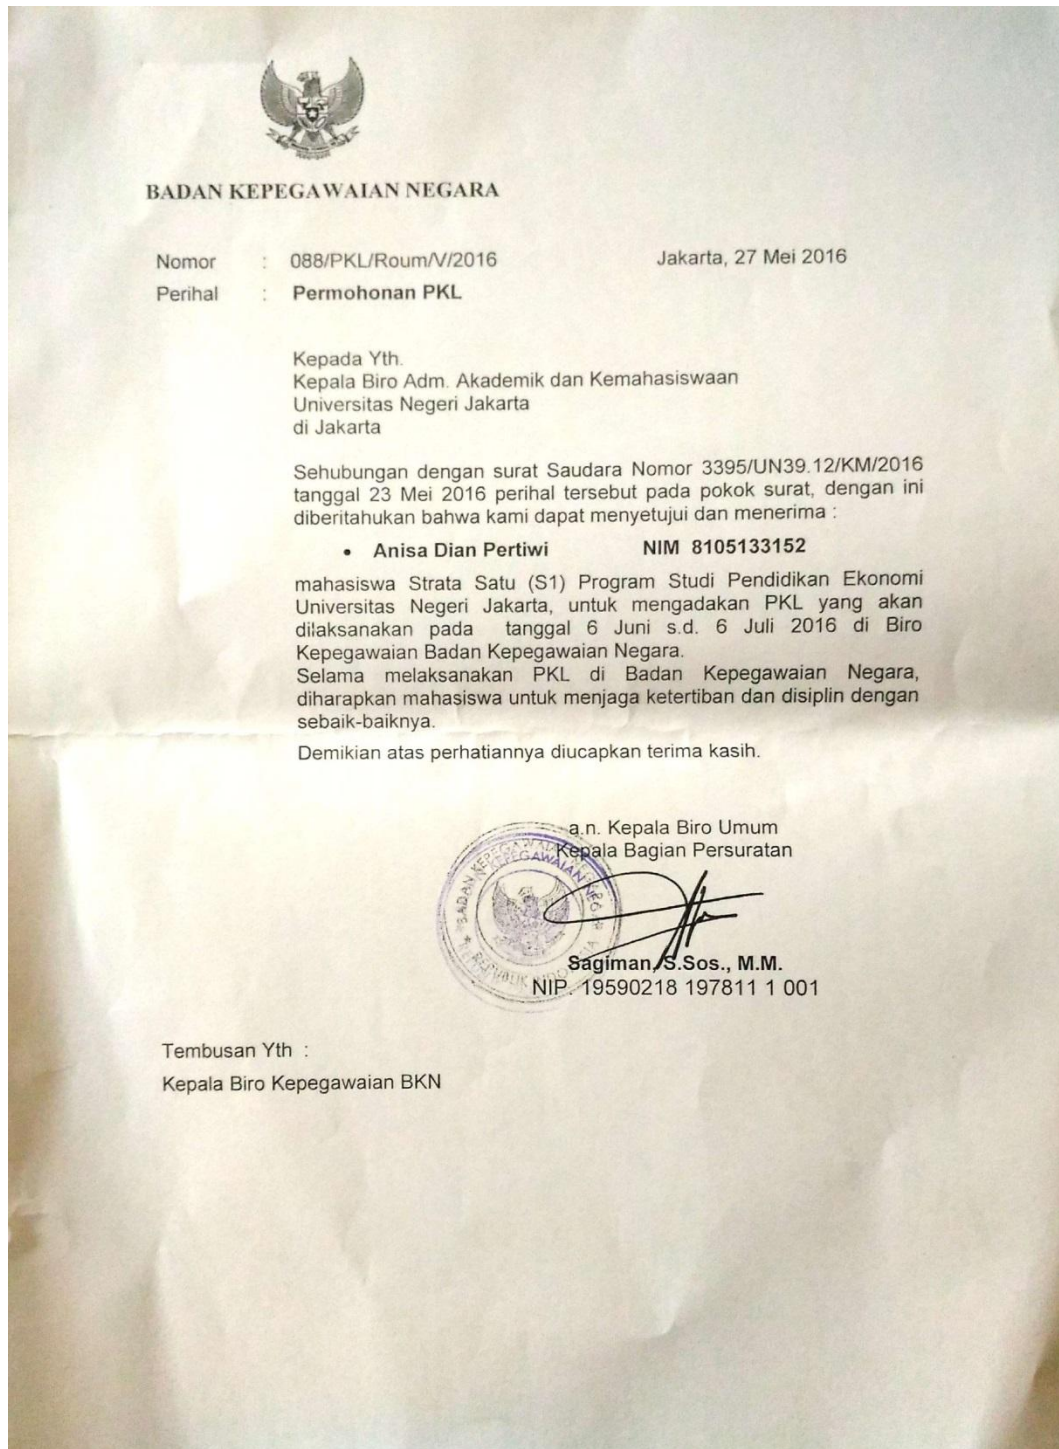 BADAN KEPEGAWAIAN NEGARA
Nomor : 088/PKL/Roum/V/2016 Jakarta, 27 Mei 2016
Perihal : Permohonan PKL
Kepada Yth.
Kepala Biro Adm. Akademik dan Kemahasiswaan
Universitas Negeri Jakarta
di Jakarta
Sehubungan dengan surat Saudara Nomor 3395/UN39.12/KM/2016
tanggal 23 Mei 2016 perihal tersebut pada pokok surat, dengan ini
diberitahukan bahwa kami dapat menyetujui dan menerima :
• Anisa Dian Pertiwi NIM 8105133152
mahasiswa Strata Satu (S1) Program Studi Pendidikan Ekonomi
Universitas Negeri Jakarta, untuk mengadakan PKL yang akan
dilaksanakan pada tanggal 6 Juni s.d. 6 Juli 2016 di Biro
Kepegawaian Badan Kepegawaian Negara.
Selama melaksanakan PKL di Badan Kepegawaian Negara,
diharapkan mahasiswa untuk menjaga ketertiban dan disiplin dengan
sebaik-baiknya.
Demikian atas perhatiannya diucapkan terima kasih.
a.n. Kepala Biro Umum
Kepala Bagian Persuratan
BADAN KEPEGAWAIAN NEGARA
REPUBLIK INDONESIA
Sagiman, S.Sos., M.M.
NIP. 19590218 197811 1 001
Tembusan Yth :
Kepala Biro Kepegawaian BKN